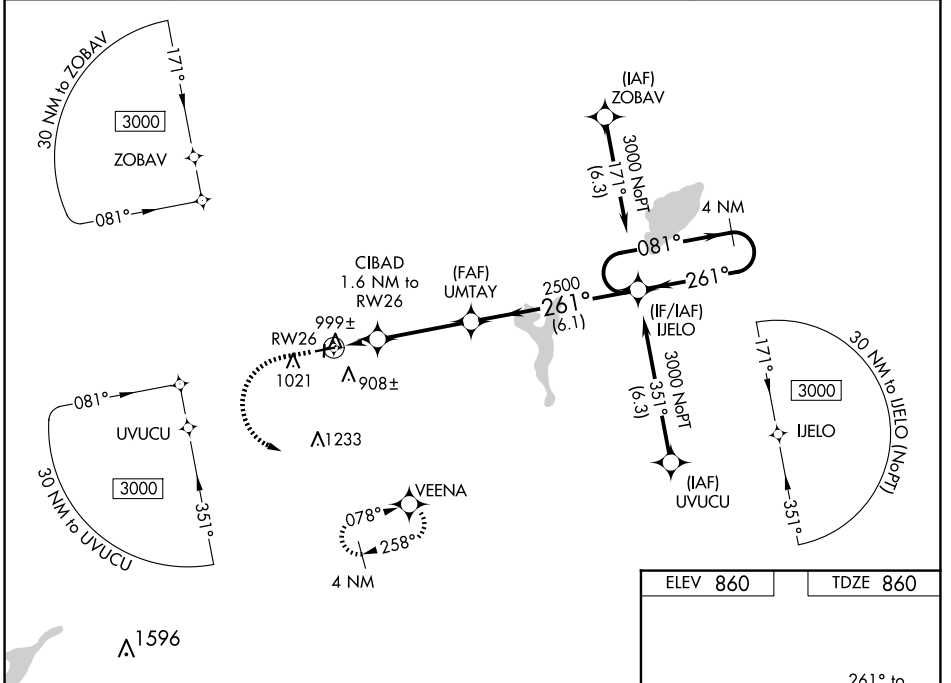 30 NM to ZOBAV
171°
3000
ZOBAV
081°
(IAF)
ZOBAV
3000 NoPT
171°
(6.3)
4 NM
081°
261°
CIBAD
1.6 NM to
RW26
(FAF)
UMTAY
2500
261°
(6.1)
(IF/IAF)
IJELO
RW26
999±
1021
908±
1233
3000 NoPT
351°
(6.3)
(IAF)
UVUCU
171°
3000
IJELO
351°
30 NM to IJELO (NoPT)
081°
UVUCU
3000
351°
30 NM to UVUCU
VEENA
078°
258°
4 NM
1596
ELEV 860
TDZE 860
261° to